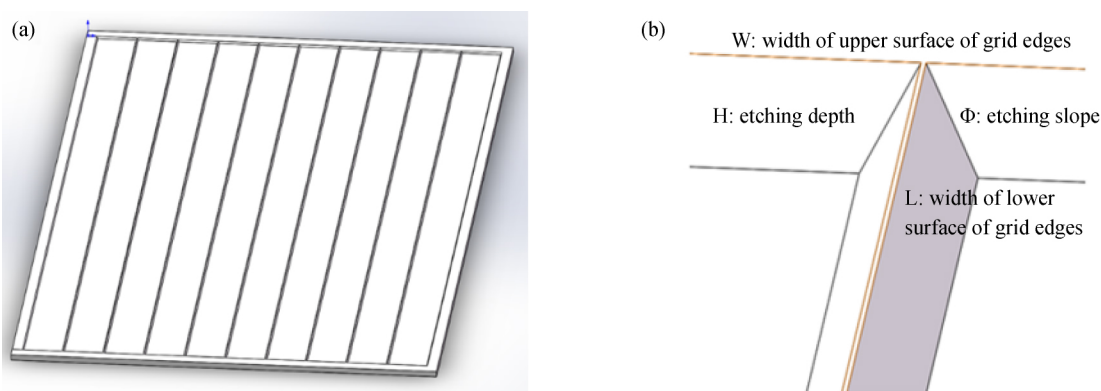 (a)
(b)
W: width of upper surface of grid edges
H: etching depth
Φ: etching slope
L: width of lower
surface of grid edges